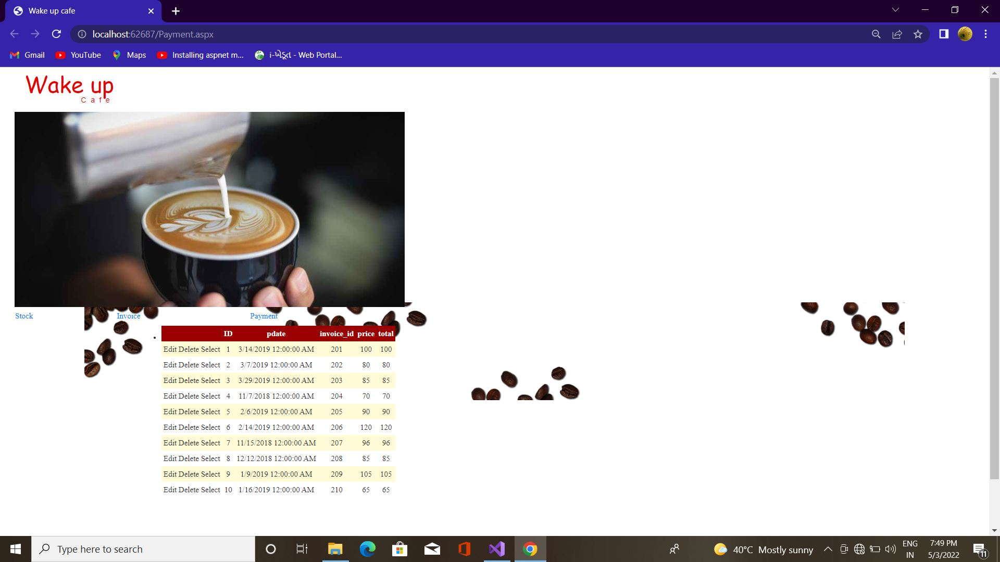 Wake up cafe
localhost:62687/Payment.aspx
Gmail YouTube Maps Installing aspnet m... i-ખેડૂત - Web Portal...
Wake up
Cafe
Stock Invoice Payment
ID pdate invoice_id price total
Edit Delete Select 1 3/14/2019 12:00:00 AM 201 100 100
Edit Delete Select 2 3/7/2019 12:00:00 AM 202 80 80
Edit Delete Select 3 3/29/2019 12:00:00 AM 203 85 85
Edit Delete Select 4 11/7/2018 12:00:00 AM 204 70 70
Edit Delete Select 5 2/6/2019 12:00:00 AM 205 90 90
Edit Delete Select 6 2/14/2019 12:00:00 AM 206 120 120
Edit Delete Select 7 11/15/2018 12:00:00 AM 207 96 96
Edit Delete Select 8 12/12/2018 12:00:00 AM 208 85 85
Edit Delete Select 9 1/9/2019 12:00:00 AM 209 105 105
Edit Delete Select 10 1/16/2019 12:00:00 AM 210 65 65
Type here to search
40°C Mostly sunny
ENG
IN
7:49 PM
5/3/2022
11